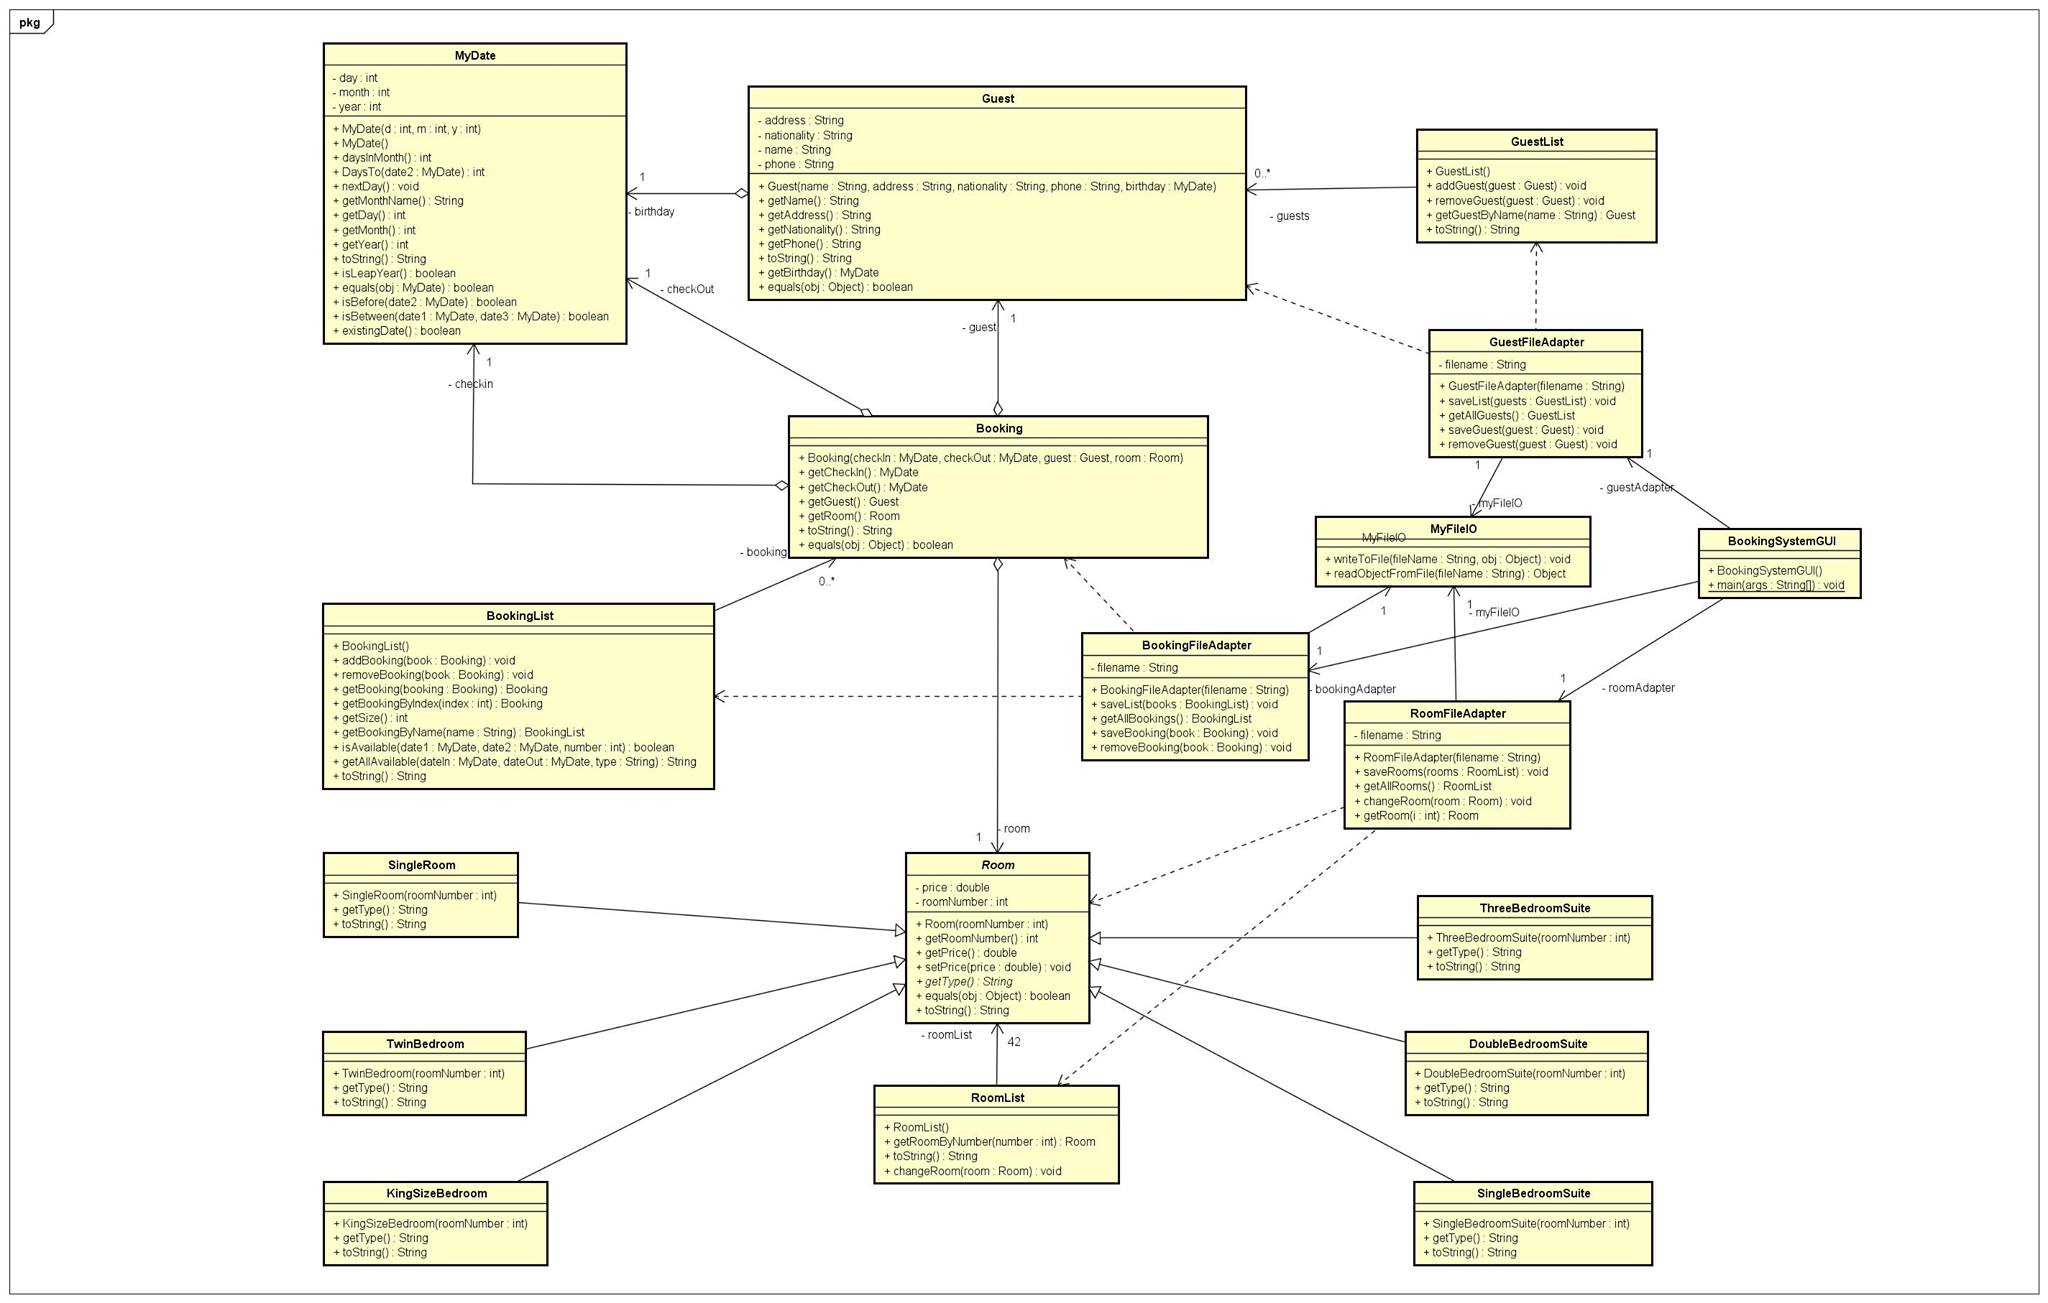 pkg
MyDate
- day : int
- month : int
- year : int
+ MyDate(d : int, m : int, y : int)
+ MyDate()
+ daysInMonth() : int
+ DaysTo(date2 : MyDate) : int
+ nextDay() : void
+ getMonthName() : String
+ getDay() : int
+ getMonth() : int
+ getYear() : int
+ toString() : String
+ isLeapYear() : boolean
+ equals(obj : MyDate) : boolean
+ isBefore(date2 : MyDate) : boolean
+ isBetween(date1 : MyDate, date3 : MyDate) : boolean
+ existingDate() : boolean
1
- birthday
1
- checkOut
1
- checkin
Guest
- address : String
- nationality : String
- name : String
- phone : String
+ Guest(name : String, address : String, nationality : String, phone : String, birthday : MyDate)
+ getName() : String
+ getAddress() : String
+ getNationality() : String
+ getPhone() : String
+ toString() : String
+ getBirthday() : MyDate
+ equals(obj : Object) : boolean
0..*
- guests
- guest
1
GuestList
+ GuestList()
+ addGuest(guest : Guest) : void
+ removeGuest(guest : Guest) : void
+ getGuestByName(name : String) : Guest
+ toString() : String
GuestFileAdapter
- filename : String
+ GuestFileAdapter(filename : String)
+ saveList(guests : GuestList) : void
+ getAllGuests() : GuestList
+ saveGuest(guest : Guest) : void
+ removeGuest(guest : Guest) : void
1
- myFileIO
1
- guestAdapter
Booking
+ Booking(checkIn : MyDate, checkOut : MyDate, guest : Guest, room : Room)
+ getCheckIn() : MyDate
+ getCheckOut() : MyDate
+ getGuest() : Guest
+ getRoom() : Room
+ toString() : String
+ equals(obj : Object) : boolean
- booking
0..*
MyFileIO
MyFileIO
+ writeToFile(fileName : String, obj : Object) : void
+ readObjectFromFile(fileName : String) : Object
1
1
- myFileIO
BookingSystemGUI
+ BookingSystemGUI()
+ main(args : String[]) : void
BookingList
+ BookingList()
+ addBooking(book : Booking) : void
+ removeBooking(book : Booking) : void
+ getBooking(booking : Booking) : Booking
+ getBookingByIndex(index : int) : Booking
+ getSize() : int
+ getBookingByName(name : String) : BookingList
+ isAvailable(date1 : MyDate, date2 : MyDate, number : int) : boolean
+ getAllAvailable(dateIn : MyDate, dateOut : MyDate, type : String) : String
+ toString() : String
BookingFileAdapter
- filename : String
+ BookingFileAdapter(filename : String)
+ saveList(books : BookingList) : void
+ getAllBookings() : BookingList
+ saveBooking(book : Booking) : void
+ removeBooking(book : Booking) : void
1
- bookingAdapter
1
- roomAdapter
RoomFileAdapter
- filename : String
+ RoomFileAdapter(filename : String)
+ saveRooms(rooms : RoomList) : void
+ getAllRooms() : RoomList
+ changeRoom(room : Room) : void
+ getRoom(i : int) : Room
- room
1
SingleRoom
+ SingleRoom(roomNumber : int)
+ getType() : String
+ toString() : String
Room
- price : double
- roomNumber : int
+ Room(roomNumber : int)
+ getRoomNumber() : int
+ getPrice() : double
+ setPrice(price : double) : void
+ getType() : String
+ equals(obj : Object) : boolean
+ toString() : String
ThreeBedroomSuite
+ ThreeBedroomSuite(roomNumber : int)
+ getType() : String
+ toString() : String
TwinBedroom
+ TwinBedroom(roomNumber : int)
+ getType() : String
+ toString() : String
- roomList
42
DoubleBedroomSuite
+ DoubleBedroomSuite(roomNumber : int)
+ getType() : String
+ toString() : String
RoomList
+ RoomList()
+ getRoomByNumber(number : int) : Room
+ toString() : String
+ changeRoom(room : Room) : void
KingSizeBedroom
+ KingSizeBedroom(roomNumber : int)
+ getType() : String
+ toString() : String
SingleBedroomSuite
+ SingleBedroomSuite(roomNumber : int)
+ getType() : String
+ toString() : String